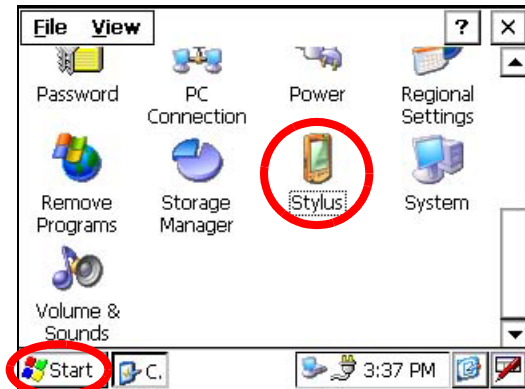 File View ? ×
Password PC Connection Power Regional Settings
Remove Programs Storage Manager Stylus System
Volume & Sounds
Start C. 3:37 PM